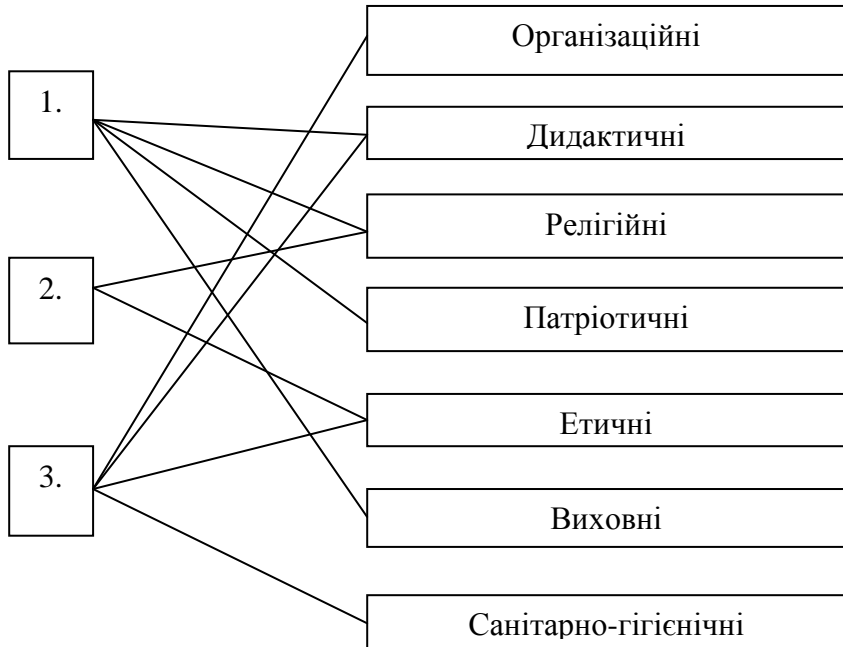 Організаційні
1.
Дидактичні
Релігійні
2.
Патріотичні
Етичні
3.
Виховні
Санітарно-гігієнічні